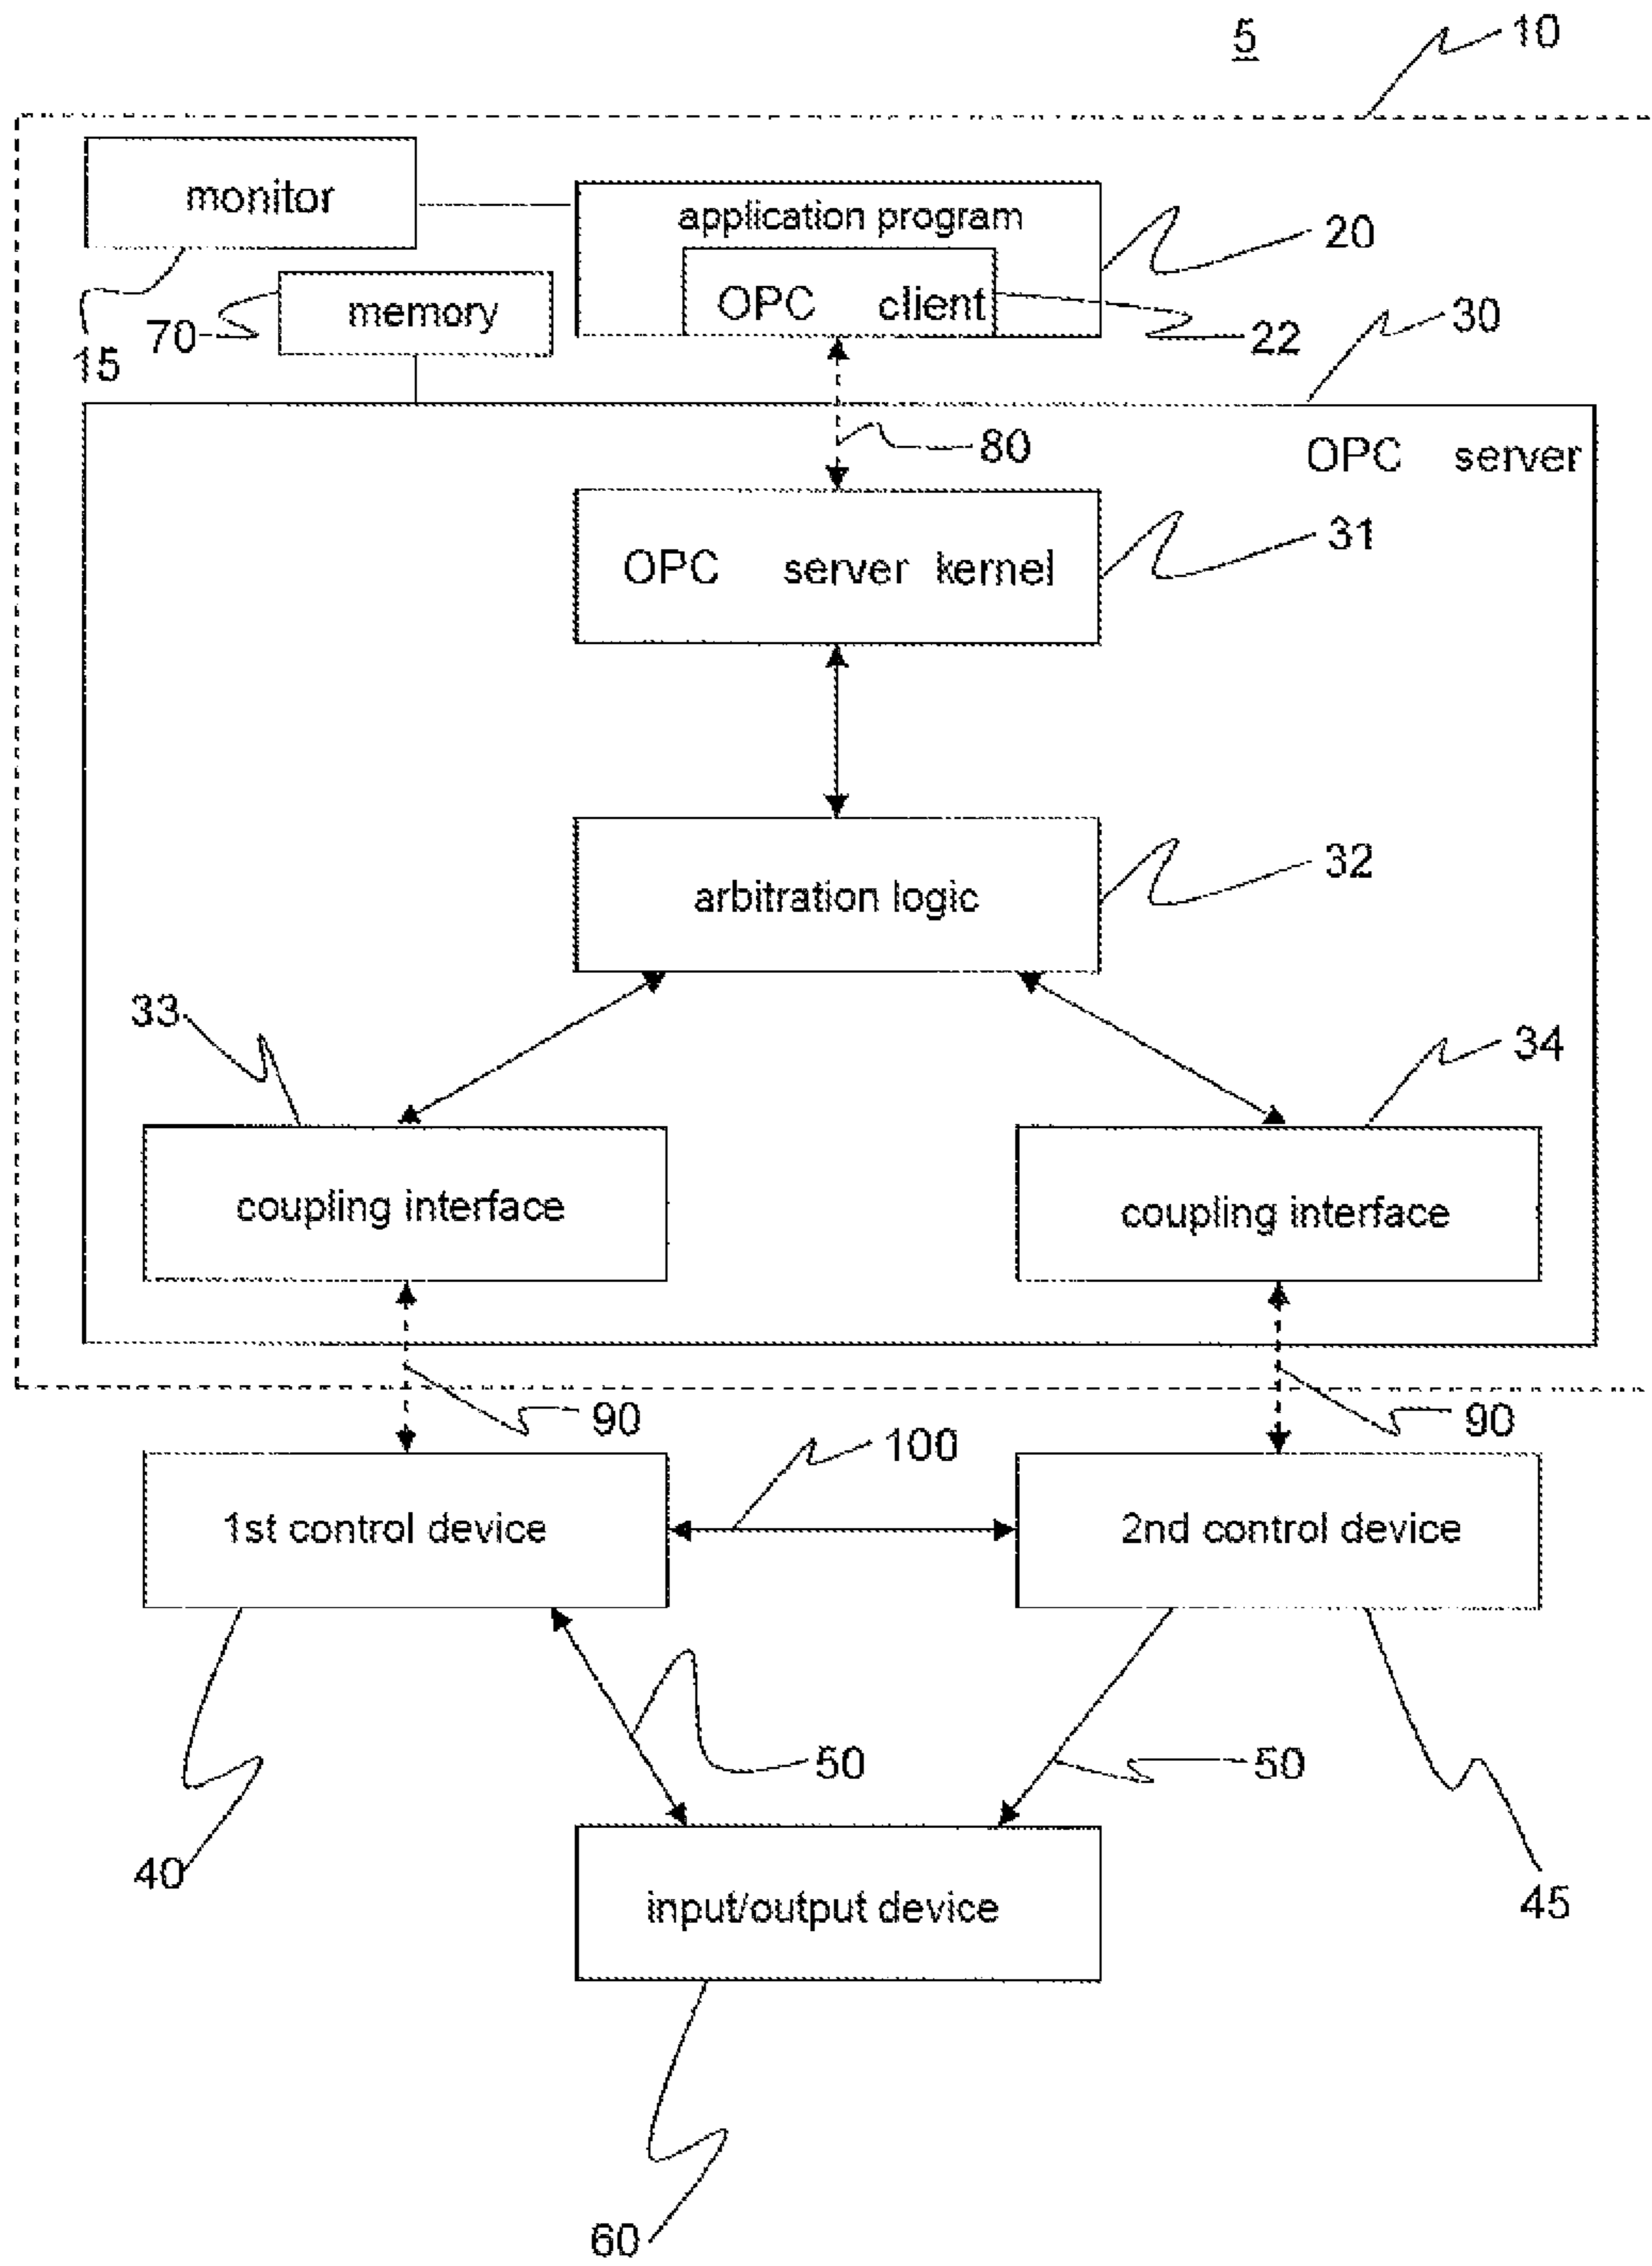 5
10
monitor
application program
20
OPC client
memory
70
15
22
30
80
OPC server
OPC server kernel
31
arbitration logic
32
33
34
coupling interface
coupling interface
90
90
100
1st control device
2nd control device
50
50
40
45
input/output device
60